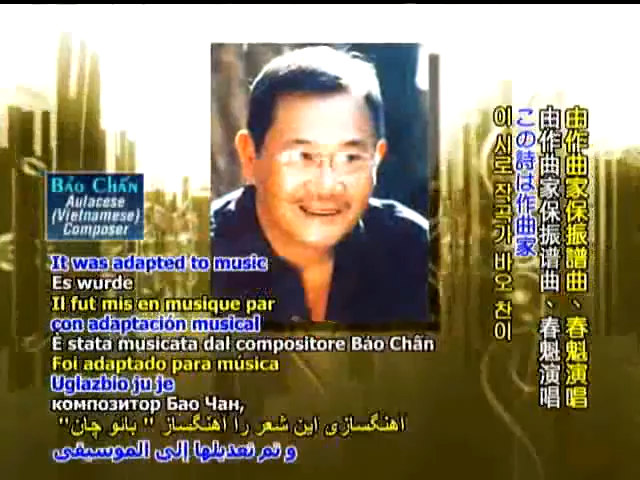 Bảo Chấn
Aulacese
(Vietnamese)
Composer
It was adapted to music
Es wurde
Il fut mis en musique par
con adaptación musical
È stata musicata dal compositore Bảo Chấn
Foi adaptado para música
Uglazbio ju je
композитор Бао Чан,
آهنگسازی این شعر را آهنگساز " بائو چان"
و تم تعديلها إلى الموسيقى
由作曲家保振譜曲、春魁演唱
由作曲家保振谱曲、春魁演唱
この詩は作曲家
이 시로 작곡가 바오 찬이